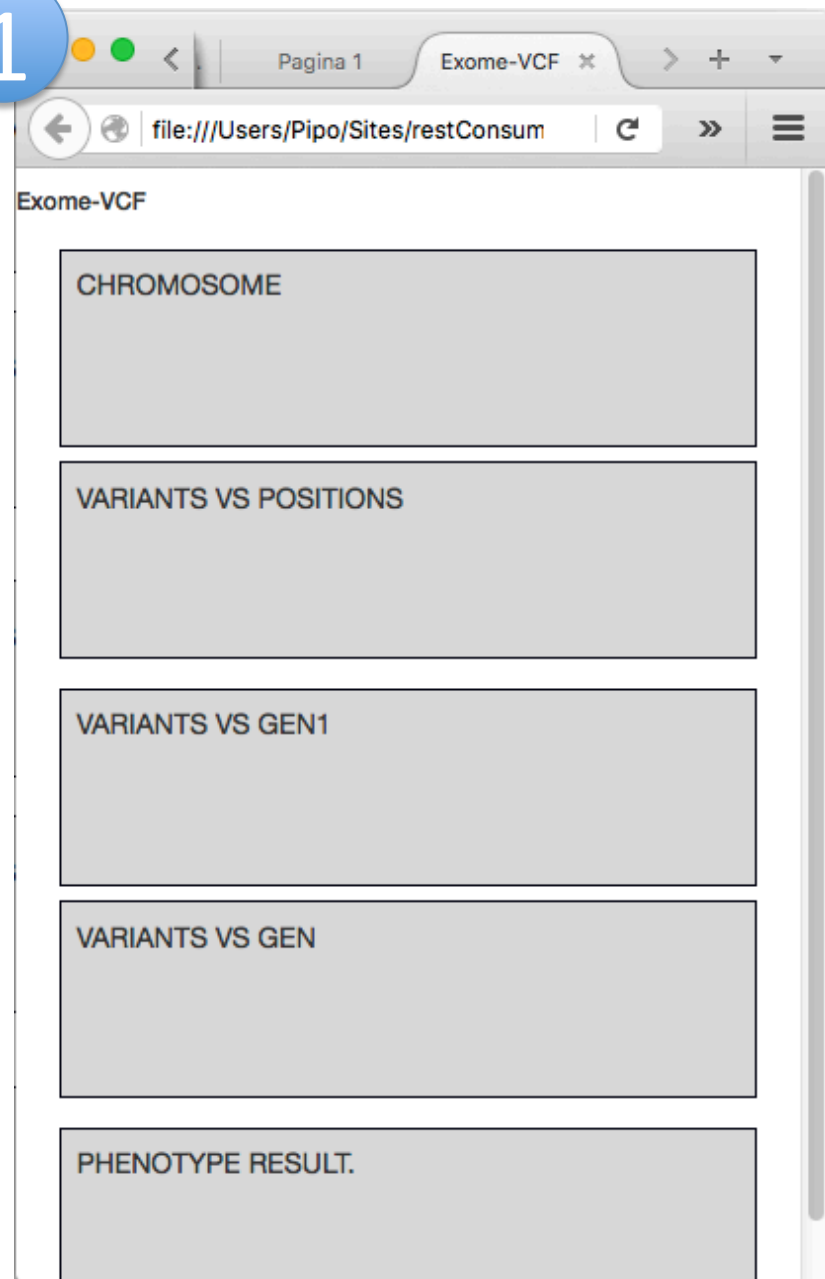 1
Pagina 1
Exome-VCF
file:///Users/Pipo/Sites/restConsum
Exome-VCF
CHROMOSOME
VARIANTS VS POSITIONS
VARIANTS VS GEN1
VARIANTS VS GEN
PHENOTYPE RESULT.